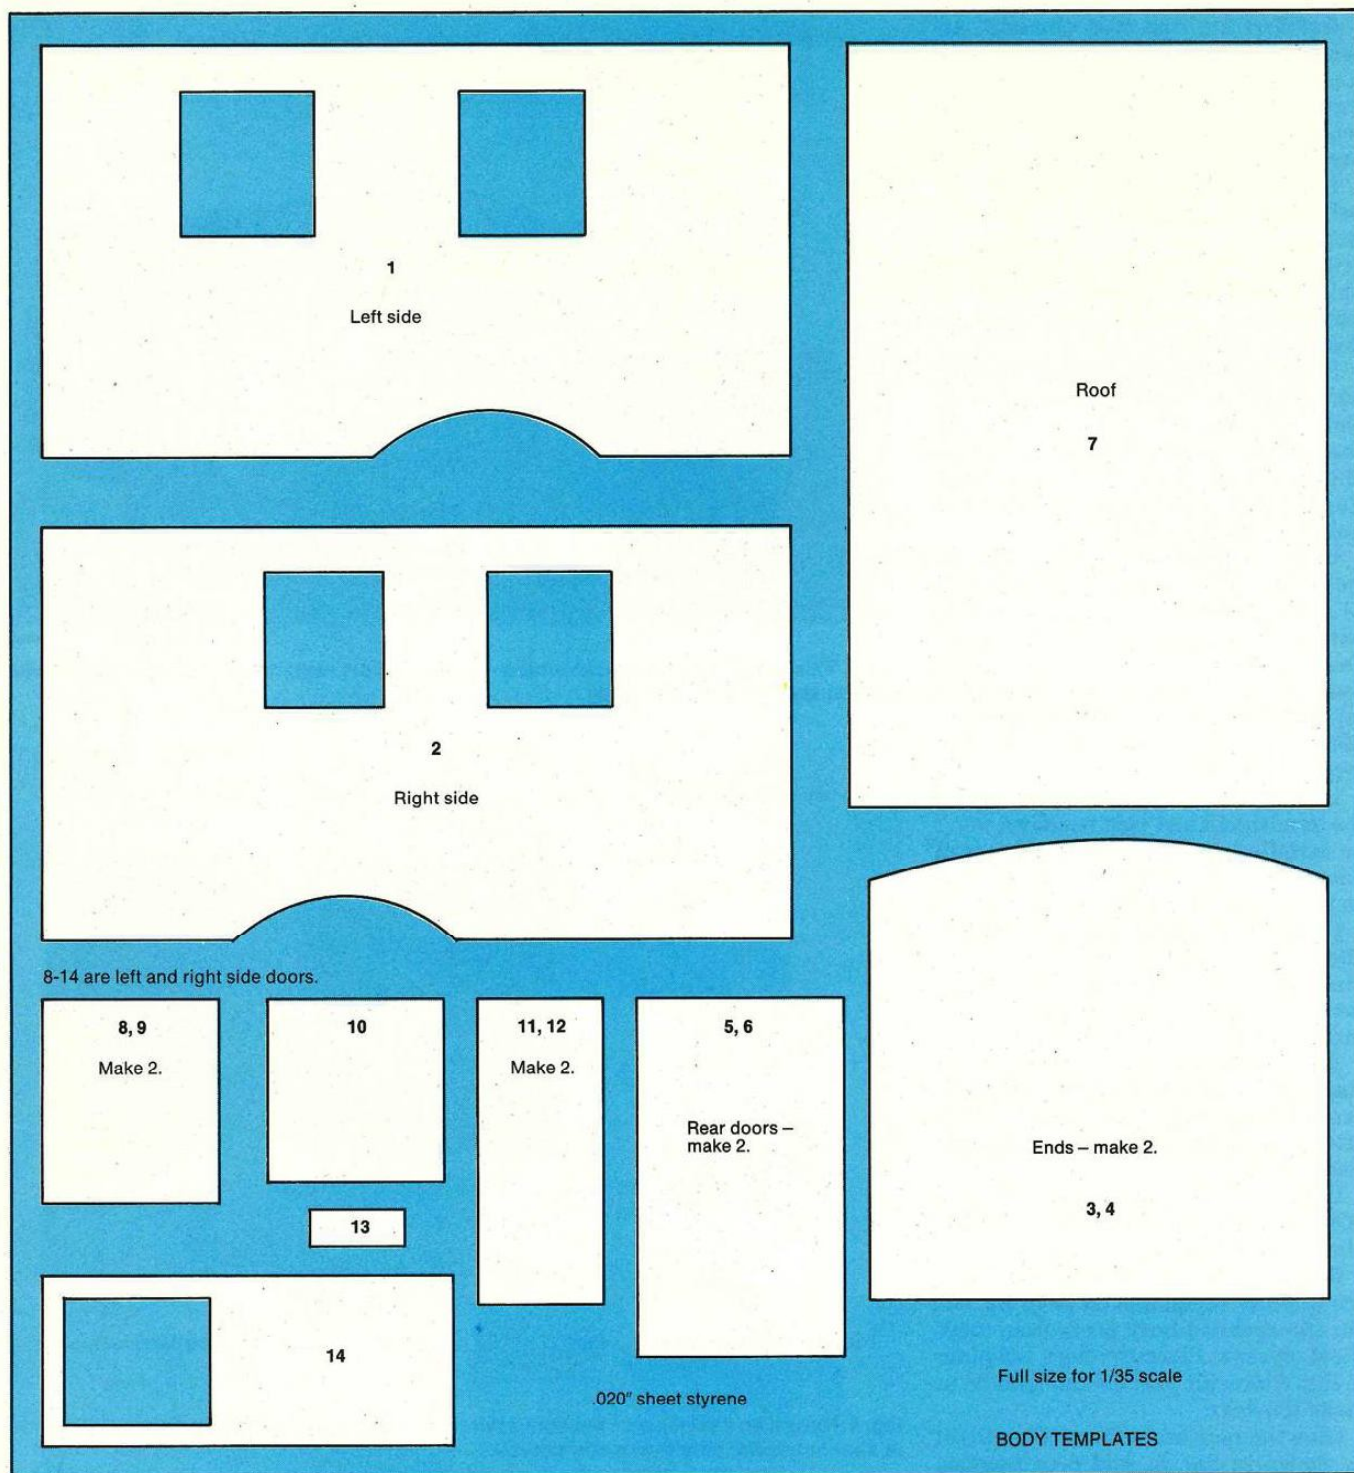 1
Left side
Roof
7
2
Right side
8-14 are left and right side doors.
8, 9
Make 2.
10
11, 12
Make 2.
5, 6
Rear doors –
make 2.
Ends – make 2.
3, 4
13
14
.020" sheet styrene
Full size for 1/35 scale
BODY TEMPLATES